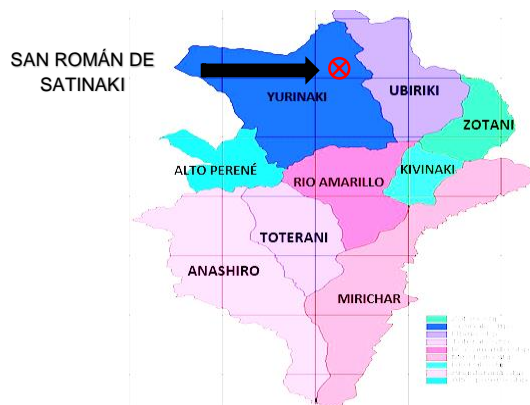 SAN ROMÁN DE
SATINAKI
YURINAKI
UBIRIKI
ZOTANI
ALTO PERENÉ
RIO AMARILLO
KIVINAKI
TOTERANI
ANASHIRO
MIRICHAR